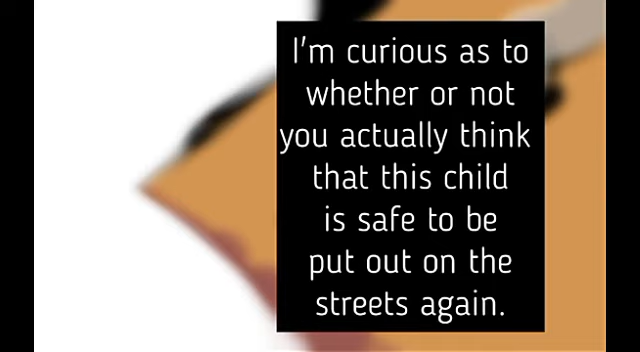 I'm curious as to
whether or not
you actually think
that this child
is safe to be
put out on the
streets again.